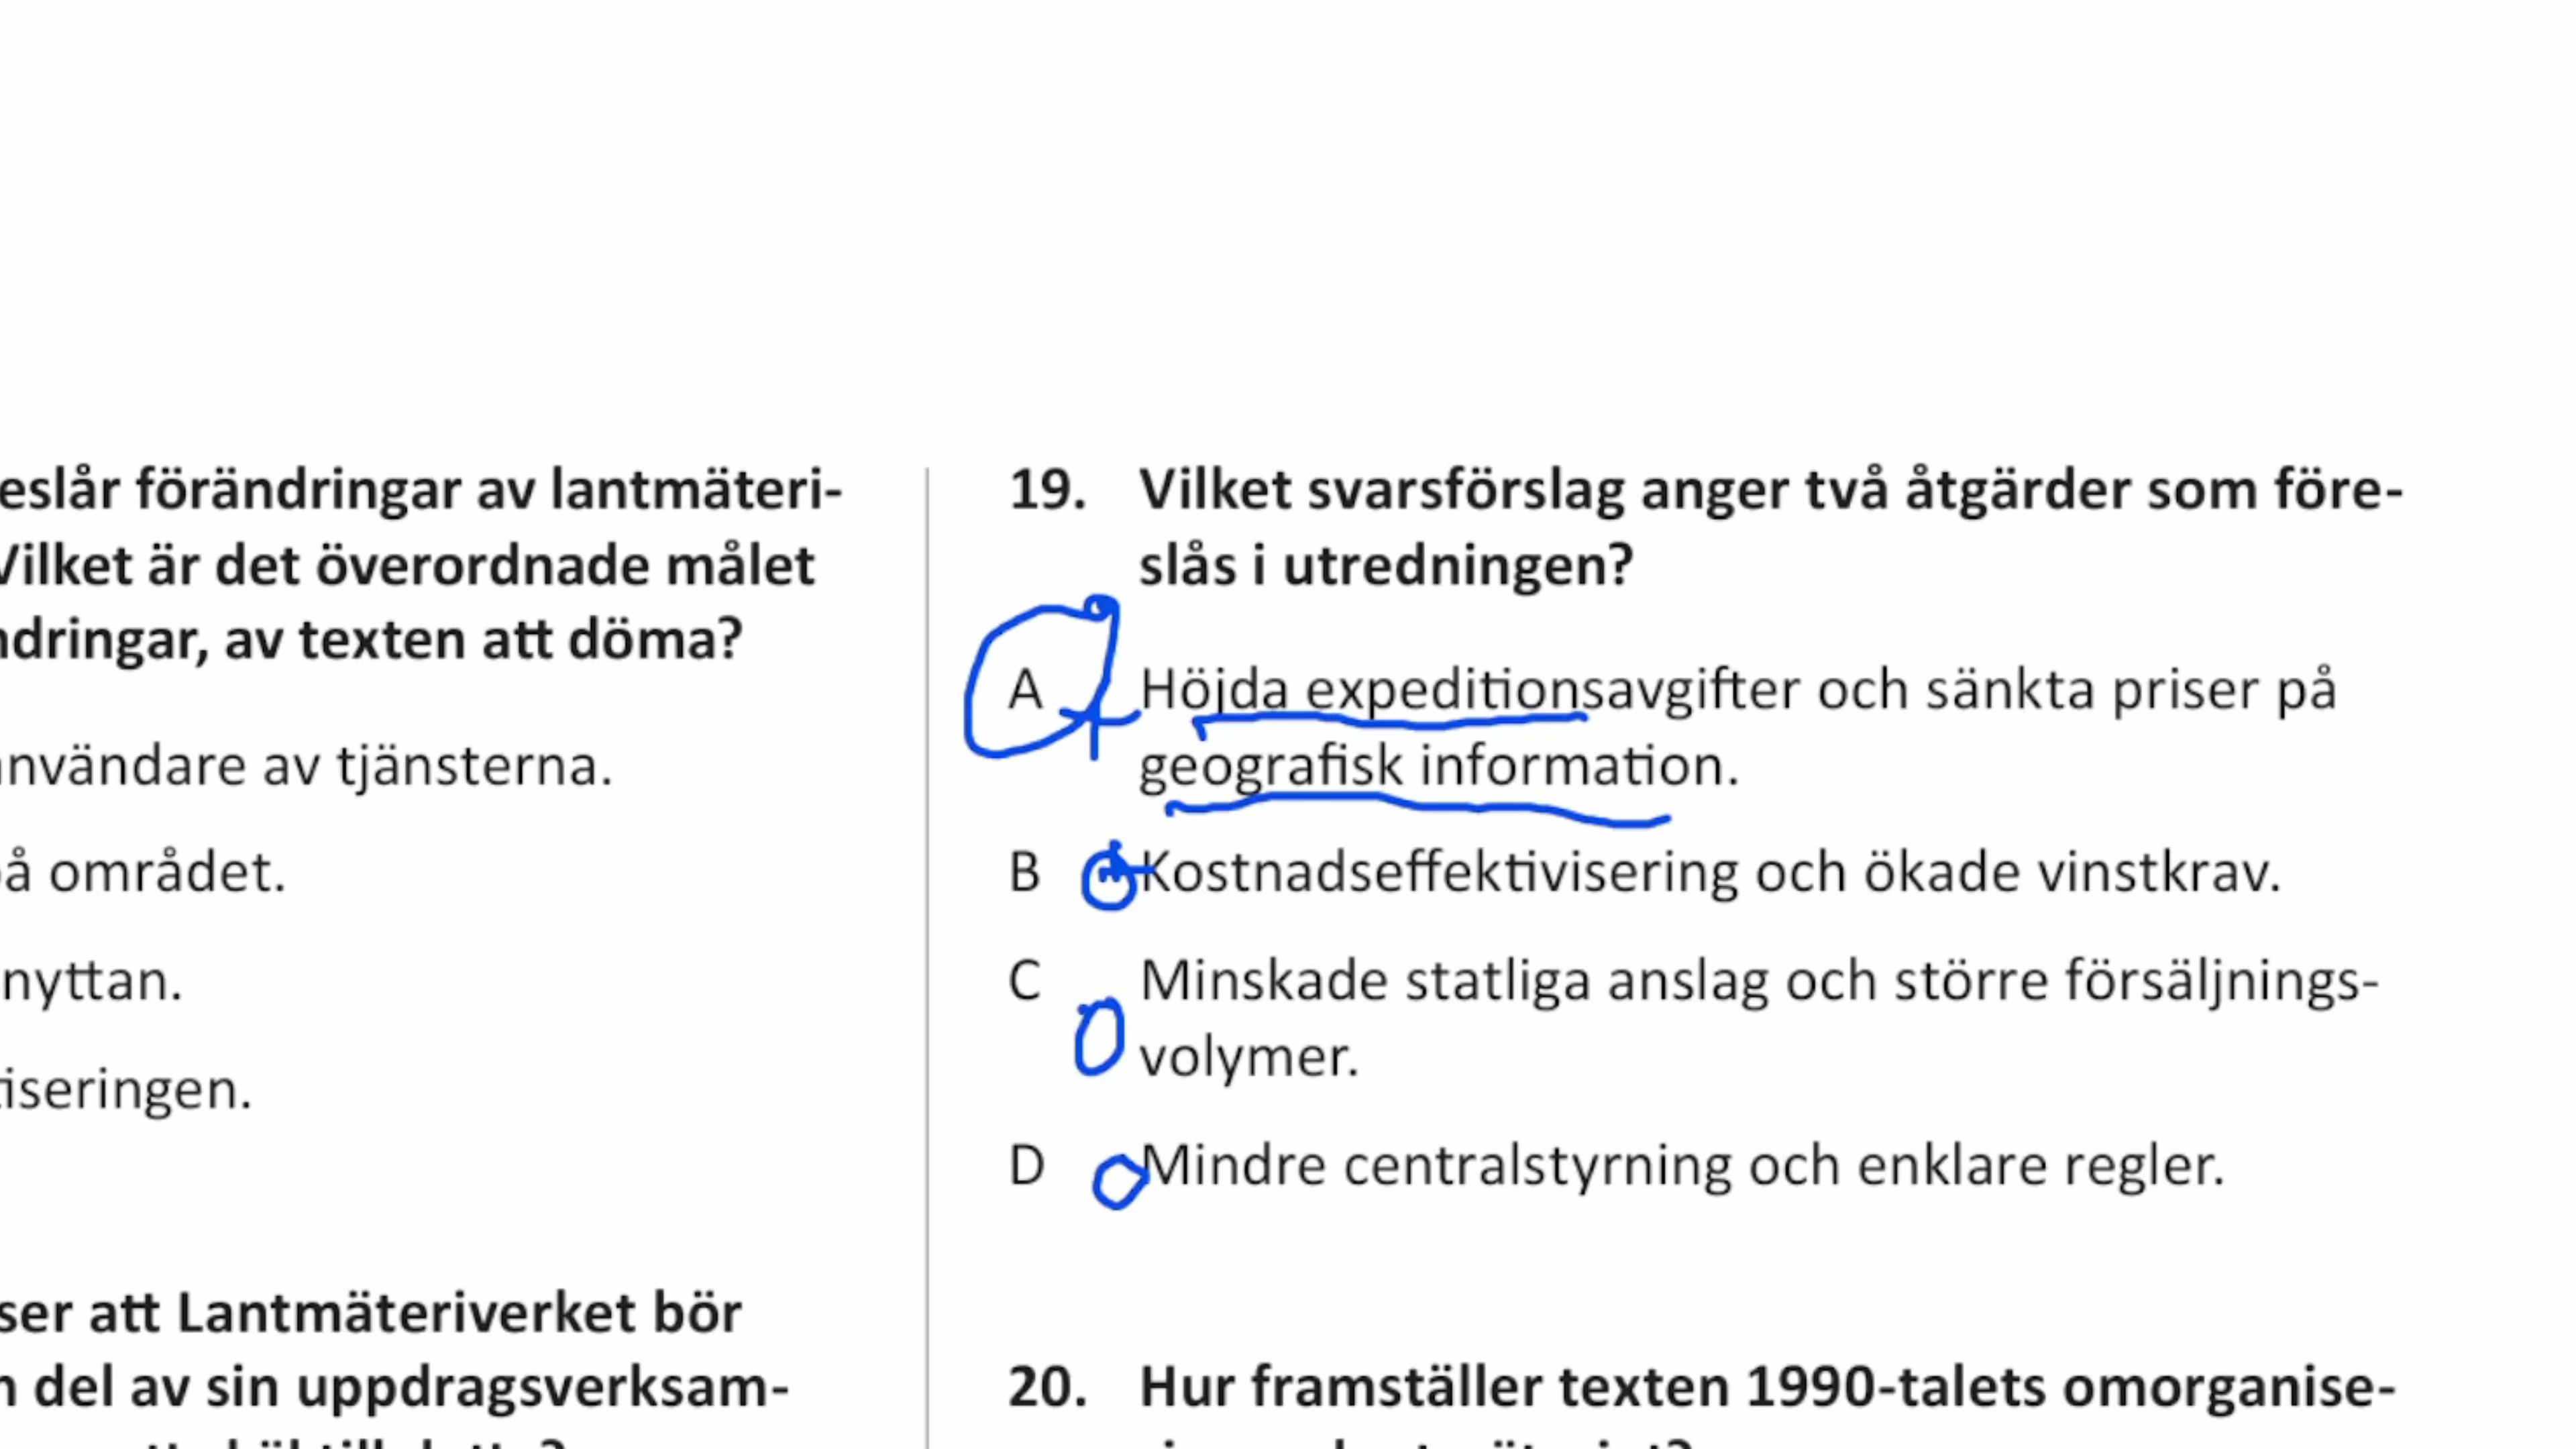 eslår förändringar av lantmäteri-
Vilket är det överordnade målet
ndringar, av texten att döma?
användare av tjänsterna.
på området.
nyttan.
tiseringen.
ser att Lantmäteriverket bör
n del av sin uppdragsverksam-
19. Vilket svarsförslag anger två åtgärder som före-
slås i utredningen?
A Höjda expeditionsavgifter och sänkta priser på
geografisk information.
B Kostnadseffektivisering och ökade vinstkrav.
C Minskade statliga anslag och större försäljnings-
volymer.
D Mindre centralstyrning och enklare regler.
20. Hur framställer texten 1990-talets omorganise-